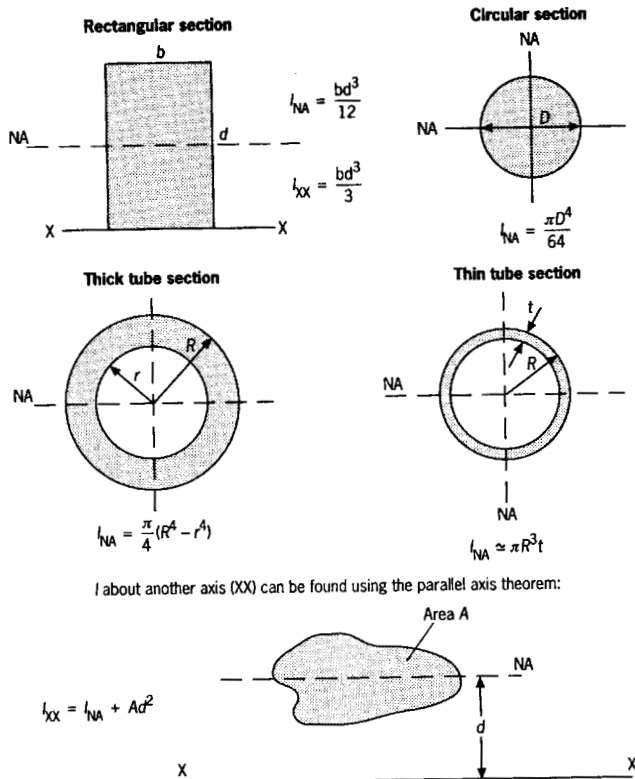 Rectangular section
b
NA
d
I_NA = bd³/12
I_XX = bd³/3
X X
Circular section
NA
NA
D
I_NA = πD⁴/64
Thick tube section
R
r
NA
I_NA = π/4 (R⁴ – r⁴)
Thin tube section
t
R
NA
NA
I_NA ≃ πR³t
I about another axis (XX) can be found using the parallel axis theorem:
Area A
NA
I_XX = I_NA + Ad²
d
X X